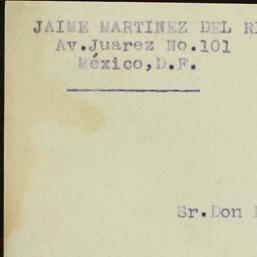 JAIME MARTINEZ DEL
Av.Juarez No.101
México,D.F.
Sr.Don